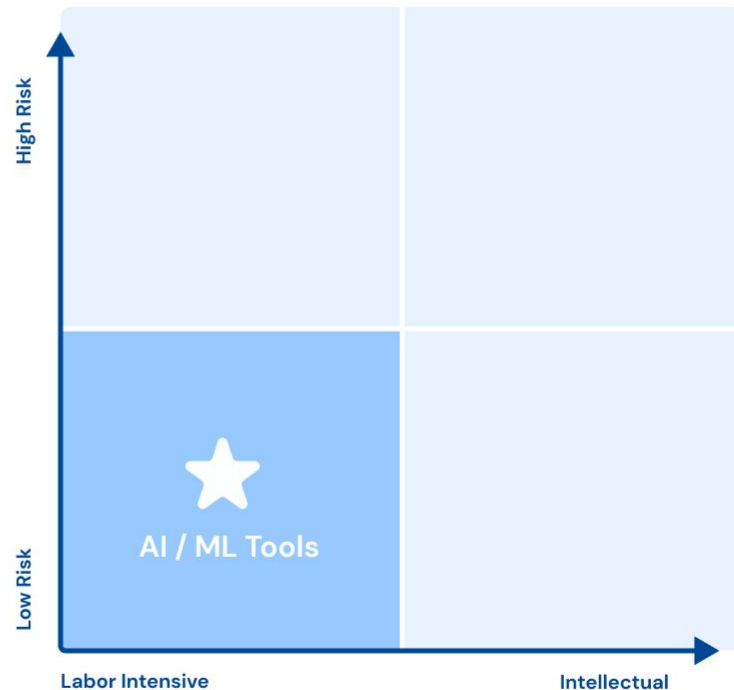 High Risk
AI / ML Tools
Low Risk
Labor Intensive
Intellectual